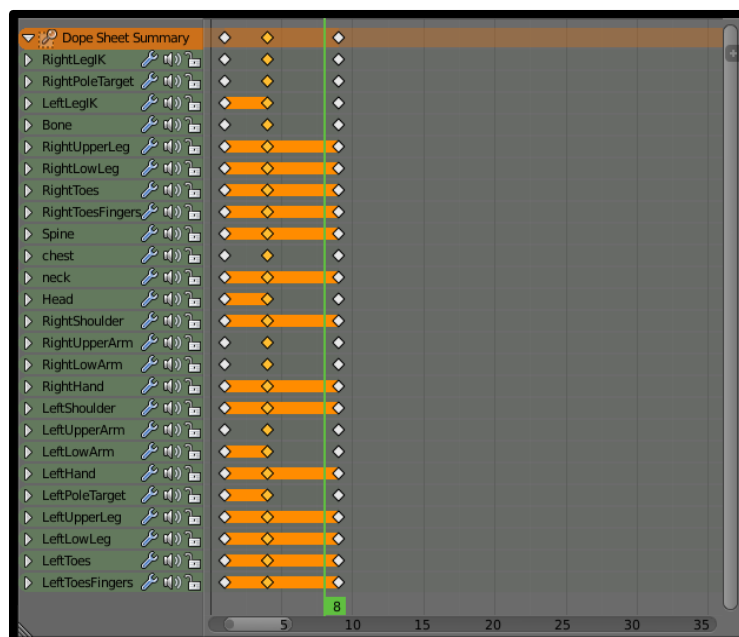 Dope Sheet Summary
RightLegIK
RightPoleTarget
LeftLegIK
Bone
RightUpperLeg
RightLowLeg
RightToes
RightToesFingers
Spine
chest
neck
Head
RightShoulder
RightUpperArm
RightLowArm
RightHand
LeftShoulder
LeftUpperArm
LeftLowArm
LeftHand
LeftPoleTarget
LeftUpperLeg
LeftLowLeg
LeftToes
LeftToesFingers
8
5 10 15 20 25 30 35